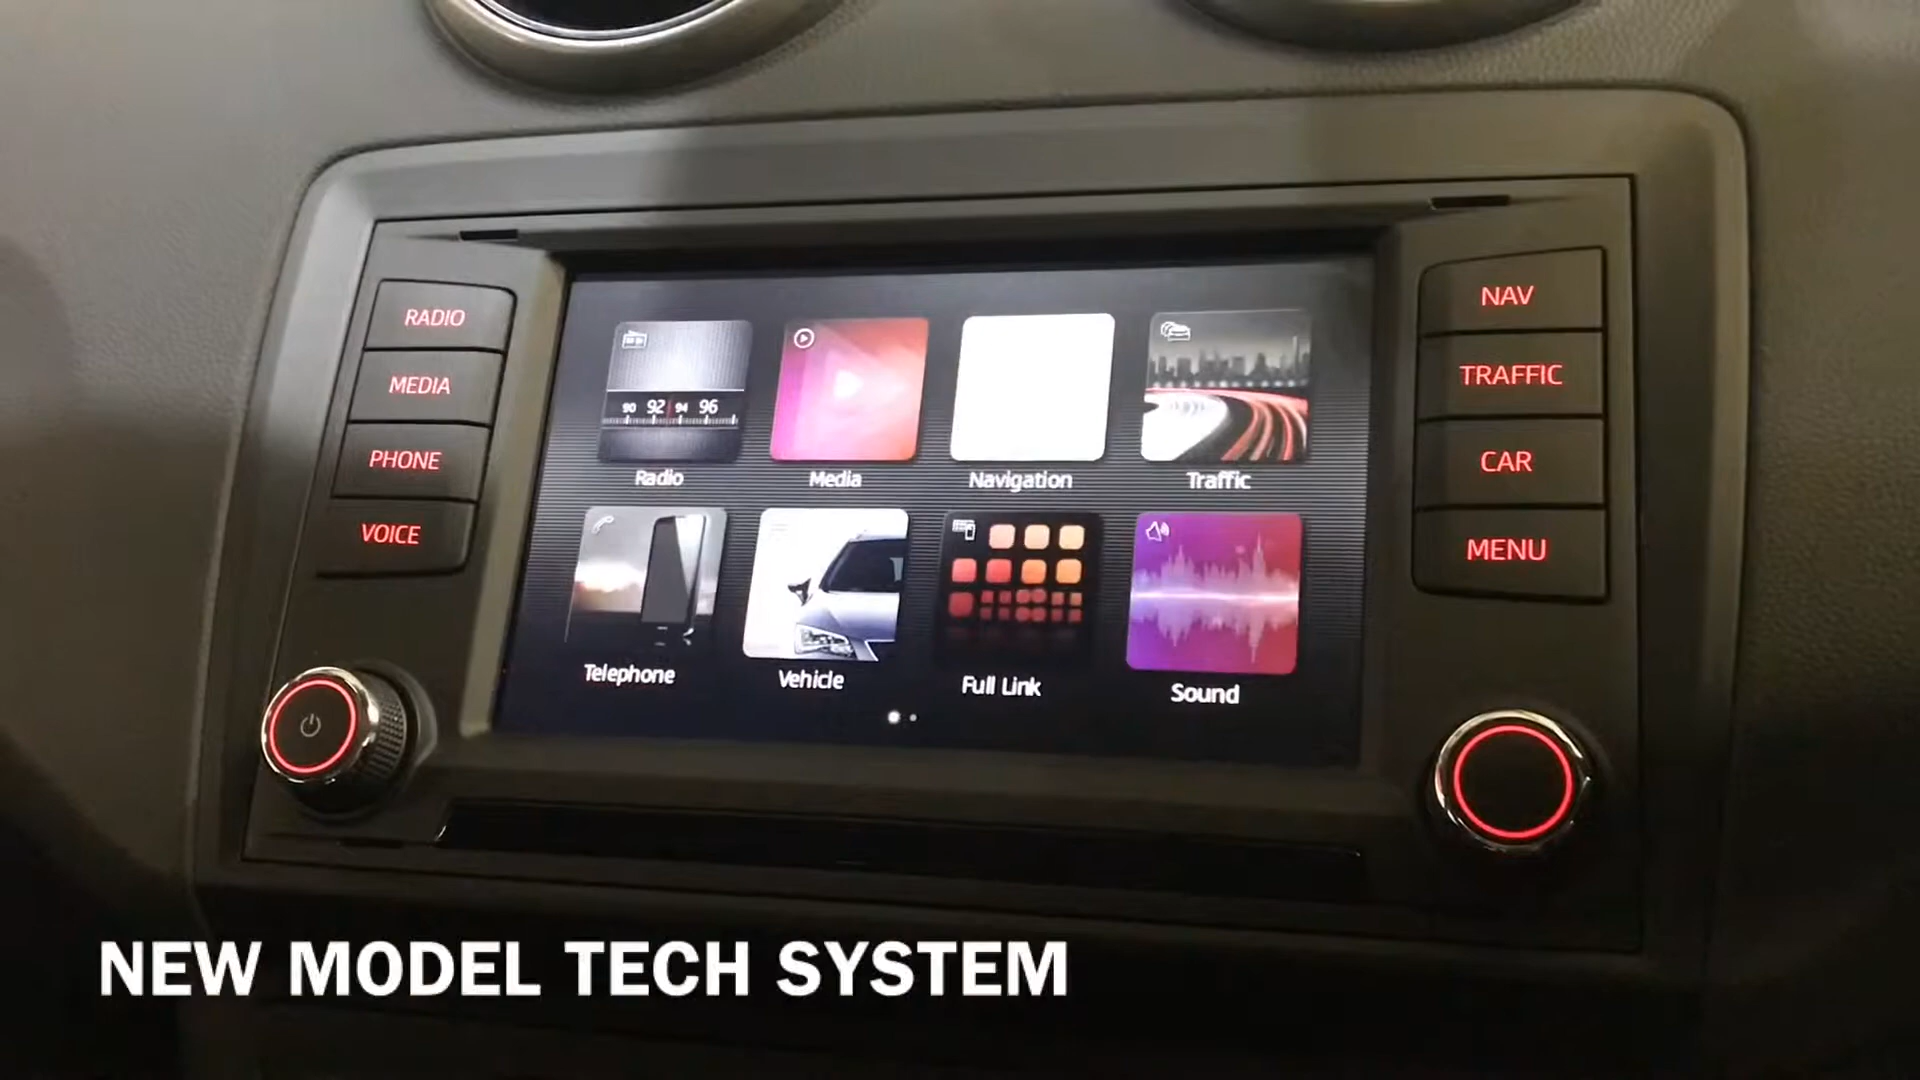 RADIO
MEDIA
PHONE
VOICE
90 92 94 96
Radio
Media
Navigation
Traffic
Telephone
Vehicle
Full Link
Sound
NAV
TRAFFIC
CAR
MENU
NEW MODEL TECH SYSTEM